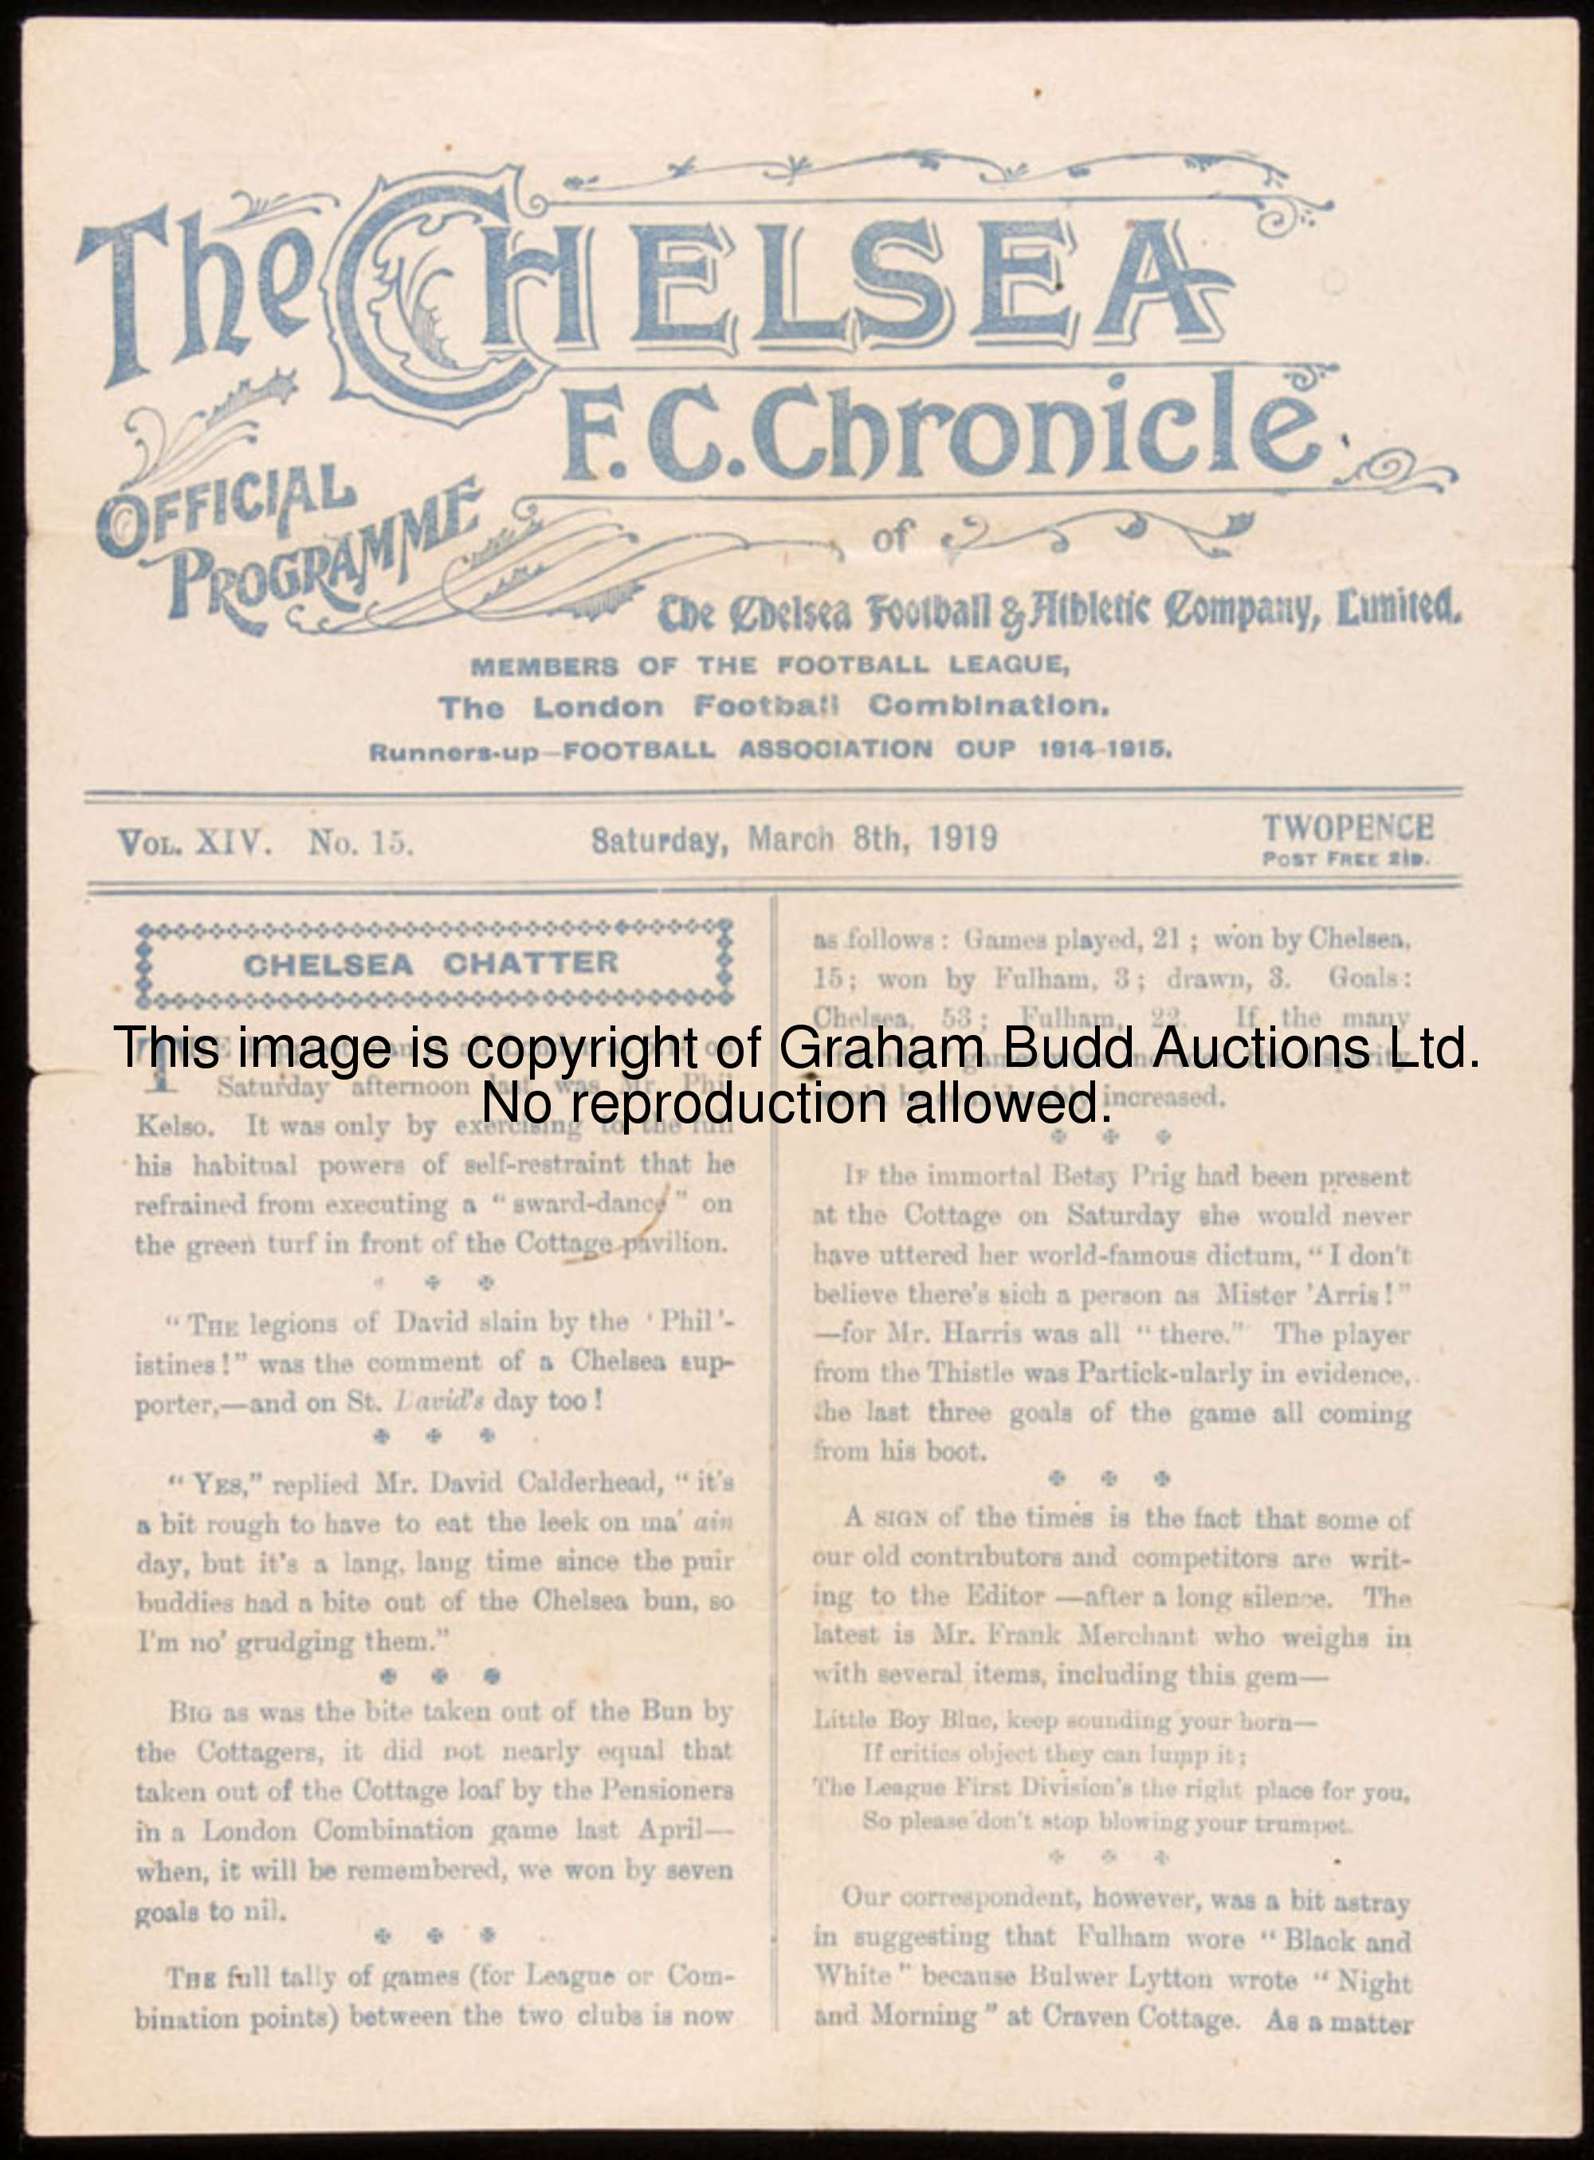 The CHELSEA
F.C. Chronicle
OFFICIAL
PROGRAMME
of
The Chelsea Football & Athletic Company, Limited.
MEMBERS OF THE FOOTBALL LEAGUE,
The London Football Combination.
Runners-up—FOOTBALL ASSOCIATION CUP 1914-1915.
VOL. XIV. No. 15.
Saturday, March 8th, 1919
TWOPENCE
POST FREE 2½D.
CHELSEA CHATTER
THE on
Saturday afternoon last was Mr. Phil
Kelso. It was only by exercising to the full
his habitual powers of self-restraint that he
refrained from executing a "sward-dance" on
the green turf in front of the Cottage pavilion.
"THE legions of David slain by the 'Phil'-
istines!" was the comment of a Chelsea sup-
porter,—and on St. David's day too!
"YES," replied Mr. David Calderhead, "it's
a bit rough to have to eat the leek on ma' ain
day, but it's a lang, lang time since the puir
buddies had a bite out of the Chelsea bun, so
I'm no' grudging them."
BIG as was the bite taken out of the Bun by
the Cottagers, it did not nearly equal that
taken out of the Cottage loaf by the Pensioners
in a London Combination game last April—
when, it will be remembered, we won by seven
goals to nil.
THE full tally of games (for League or Com-
bination points) between the two clubs is now
as follows: Games played, 21; won by Chelsea,
15; won by Fulham, 3; drawn, 3. Goals:
Chelsea, 53; Fulham, 22. If the many
games disparity
would be considerably increased.
IF the immortal Betsy Prig had been present
at the Cottage on Saturday she would never
have uttered her world-famous dictum, "I don't
believe there's sich a person as Mister 'Arris!"
—for Mr. Harris was all "there." The player
from the Thistle was Partick-ularly in evidence,
the last three goals of the game all coming
from his boot.
A SIGN of the times is the fact that some of
our old contributors and competitors are writ-
ing to the Editor—after a long silence. The
latest is Mr. Frank Merchant who weighs in
with several items, including this gem—
Little Boy Blue, keep sounding your horn—
If critics object they can lump it;
The League First Division's the right place for you,
So please don't stop blowing your trumpet.
Our correspondent, however, was a bit astray
in suggesting that Fulham wore "Black and
White" because Bulwer Lytton wrote "Night
and Morning" at Craven Cottage. As a matter
This image is copyright of Graham Budd Auctions Ltd.
No reproduction allowed.